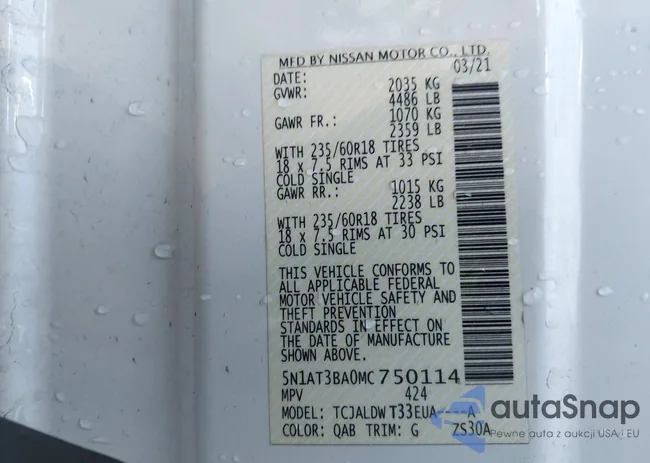 MFD BY NISSAN MOTOR CO., LTD.
DATE: 03/21
GVWR: 2035 KG
4486 LB
GAWR FR.: 1070 KG
2359 LB
WITH 235/60R18 TIRES
18 x 7.5 RIMS AT 33 PSI
COLD SINGLE
GAWR RR.: 1015 KG
2238 LB
WITH 235/60R18 TIRES
18 x 7.5 RIMS AT 30 PSI
COLD SINGLE
THIS VEHICLE CONFORMS TO
ALL APPLICABLE FEDERAL
MOTOR VEHICLE SAFETY AND
THEFT PREVENTION
STANDARDS IN EFFECT ON
THE DATE OF MANUFACTURE
SHOWN ABOVE.
5N1AT3BA0MC750114
MPV 424
MODEL: TCJALDW T33EUA----A
COLOR: QAB TRIM: G 7S30A
autaSnap
Pewne auta z aukcji USA i EU